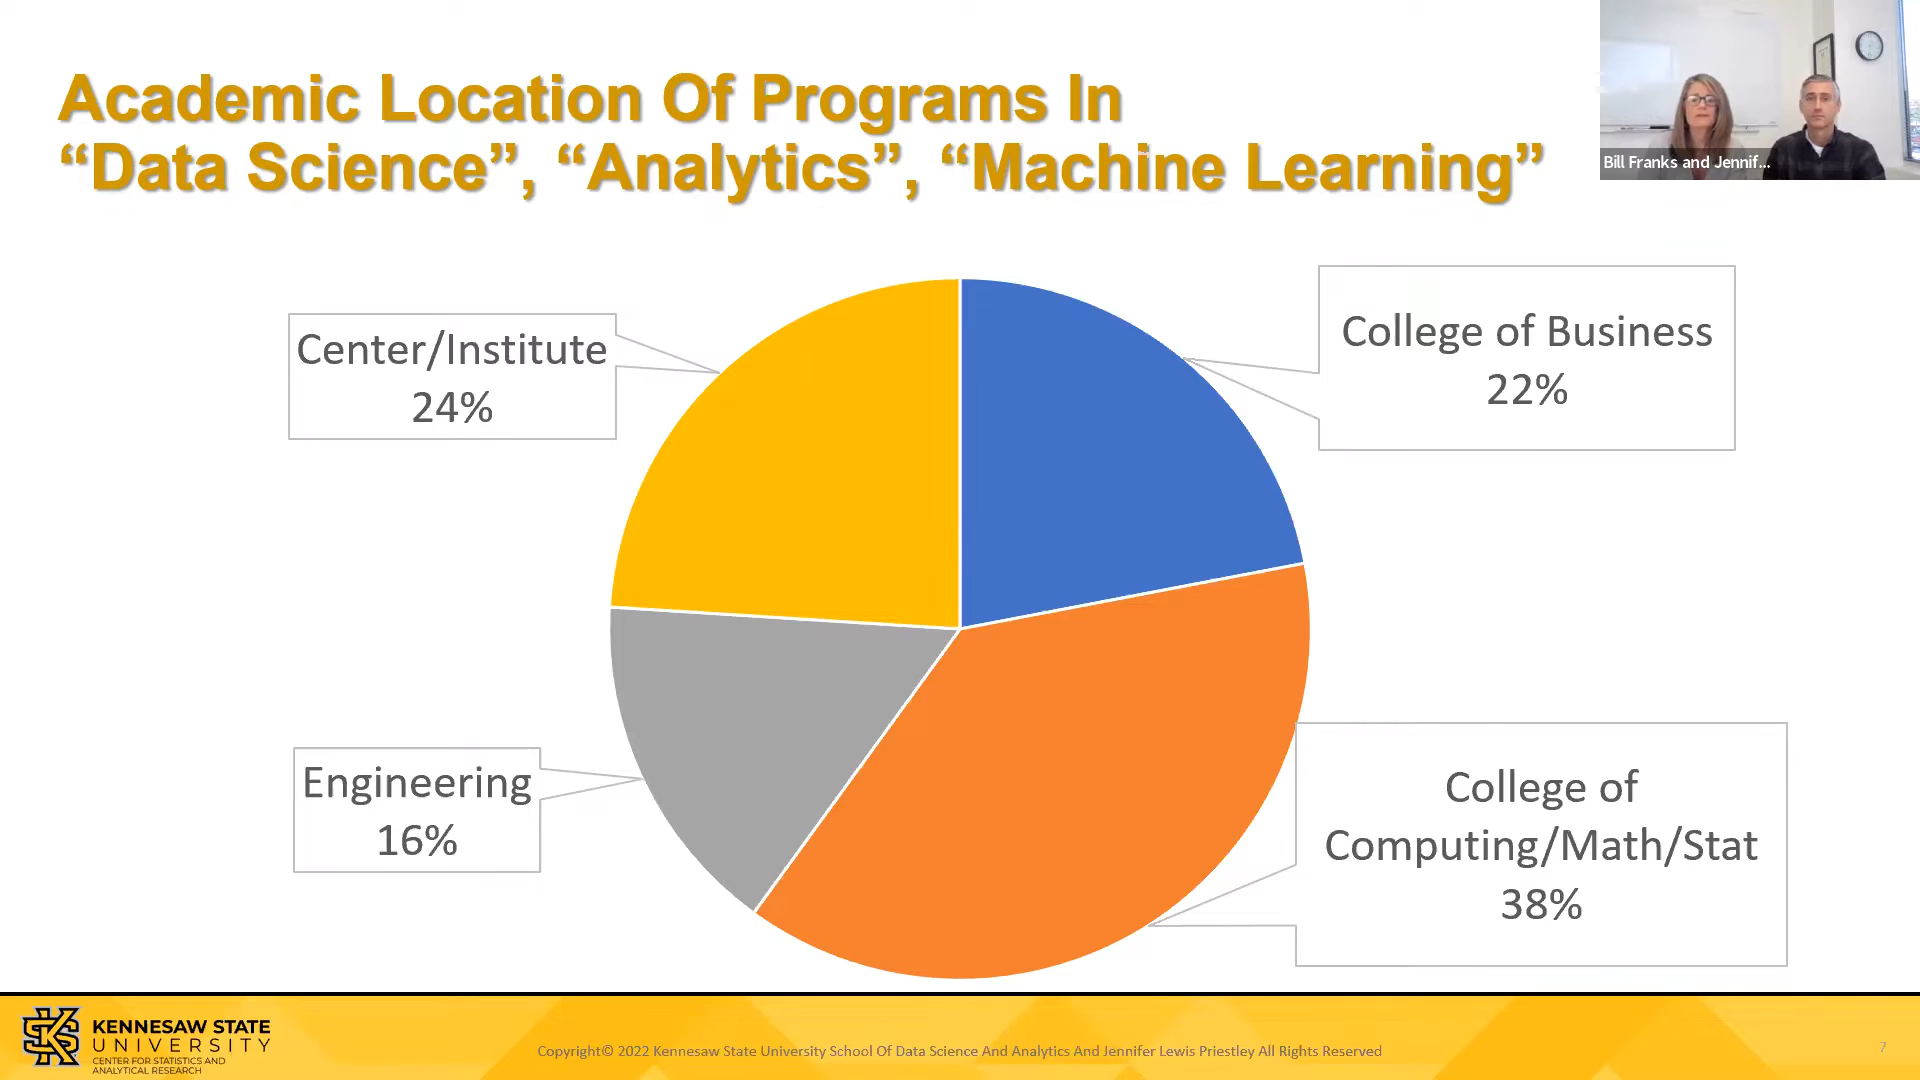 Academic Location Of Programs In
“Data Science”, “Analytics”, “Machine Learning”
Bill Franks and Jennif...
Center/Institute
24%
College of Business
22%
Engineering
16%
College of
Computing/Math/Stat
38%
KENNESAW STATE
UNIVERSITY
CENTER FOR STATISTICS AND
ANALYTICAL RESEARCH
Copyright© 2022 Kennesaw State University School Of Data Science And Analytics And Jennifer Lewis Priestley All Rights Reserved
7